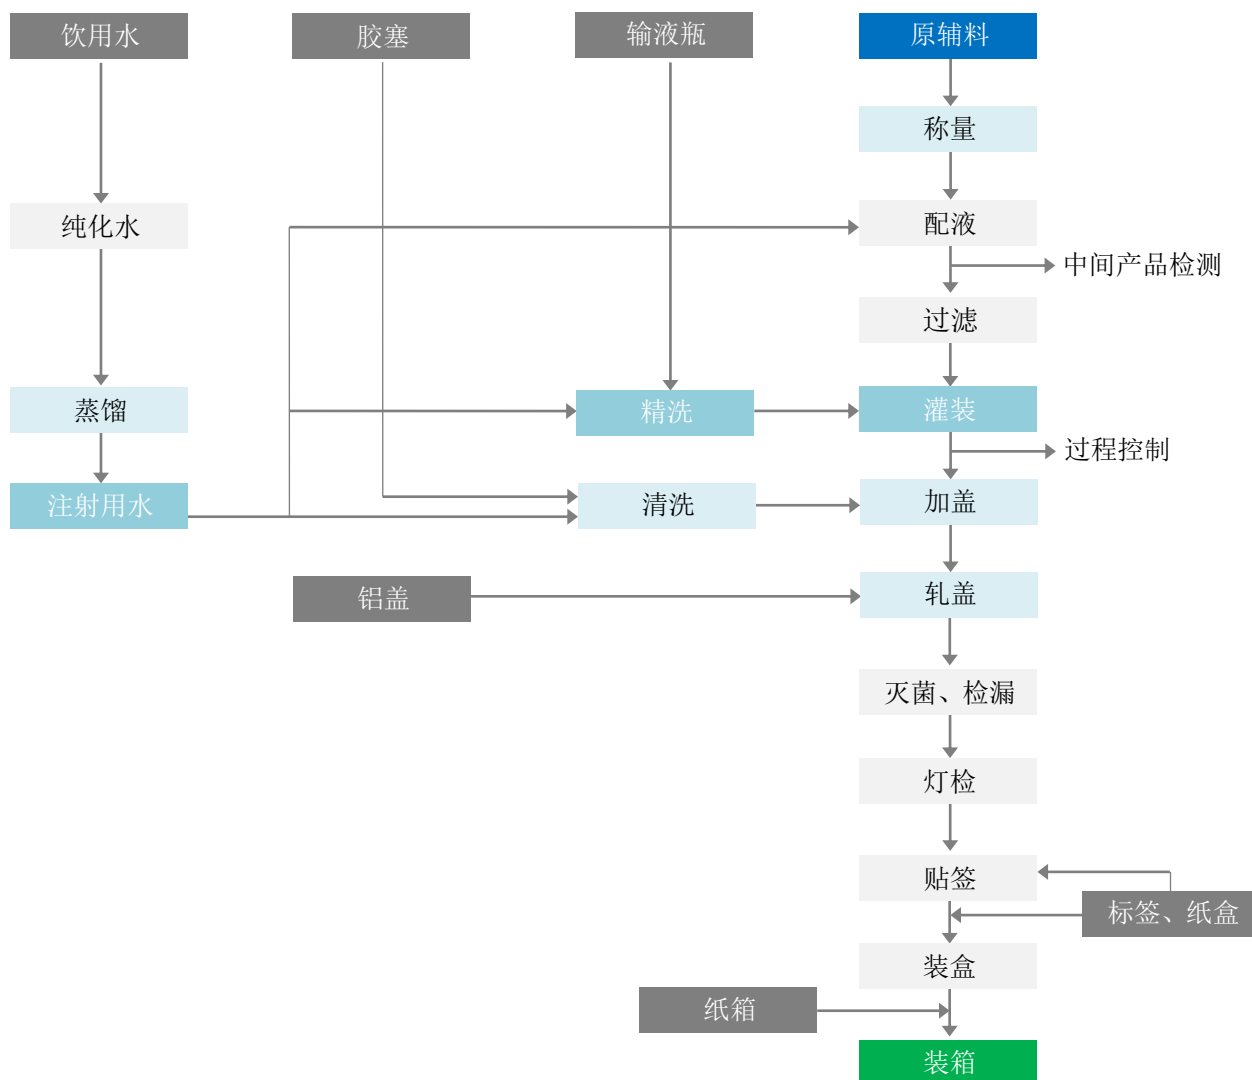 饮用水
胶塞
输液瓶
原辅料
称量
纯化水
配液
中间产品检测
过滤
蒸馏
精洗
灌装
过程控制
注射用水
清洗
加盖
铝盖
轧盖
灭菌、检漏
灯检
贴签
标签、纸盒
装盒
纸箱
装箱